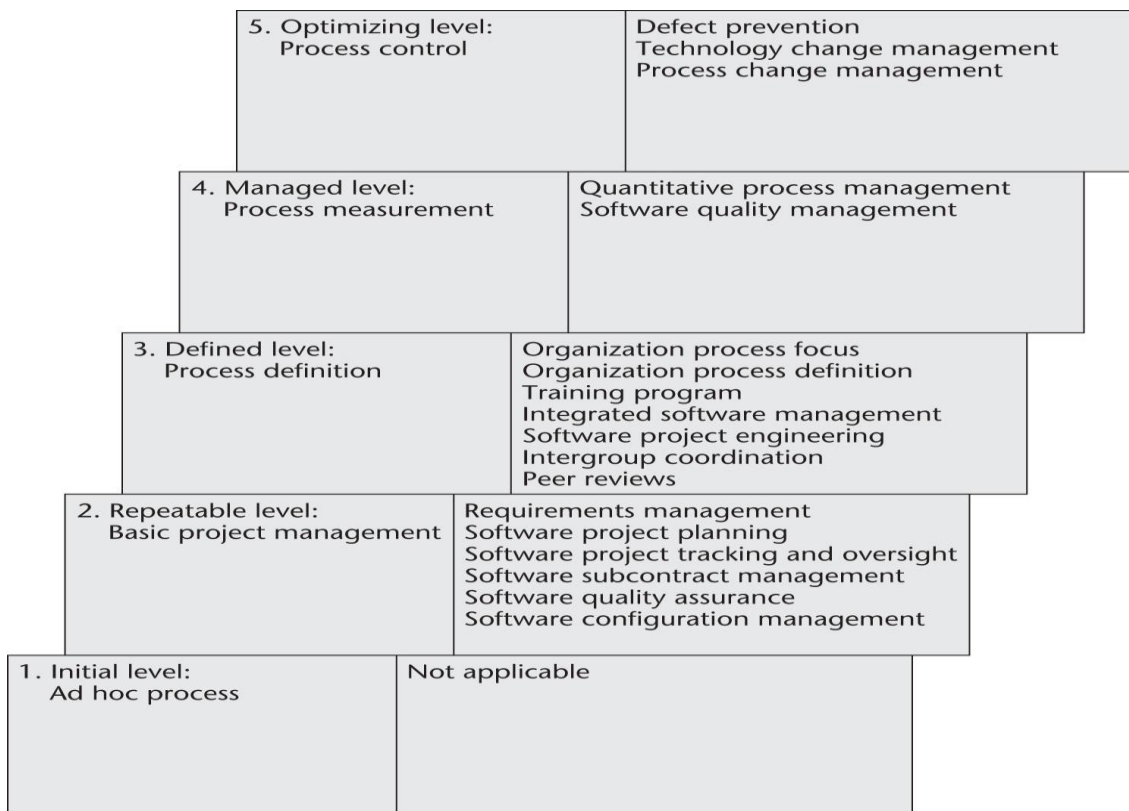 5. Optimizing level:
Process control
Defect prevention
Technology change management
Process change management
4. Managed level:
Process measurement
Quantitative process management
Software quality management
3. Defined level:
Process definition
Organization process focus
Organization process definition
Training program
Integrated software management
Software project engineering
Intergroup coordination
Peer reviews
2. Repeatable level:
Basic project management
Requirements management
Software project planning
Software project tracking and oversight
Software subcontract management
Software quality assurance
Software configuration management
1. Initial level:
Ad hoc process
Not applicable